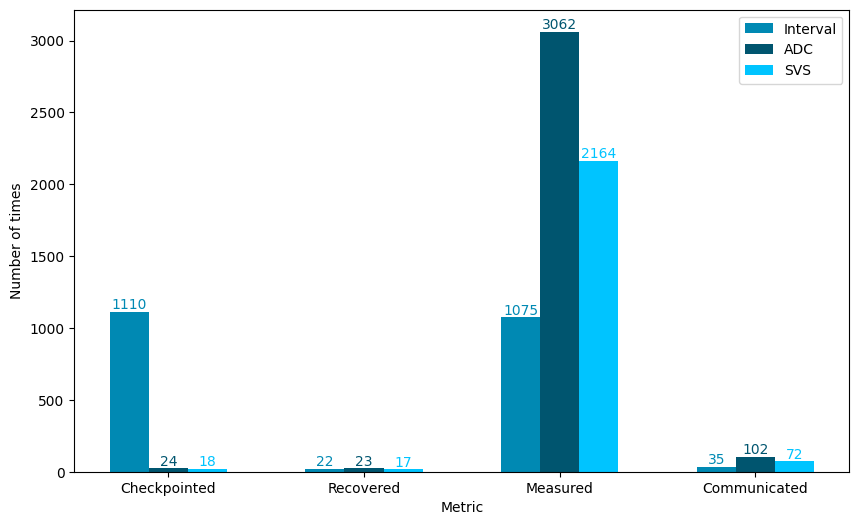 3062
Interval
ADC
SVS
3000
2500
2164
2000
1500
1110
1075
1000
500
24
18
22
23
17
35
102
72
0
Checkpointed
Recovered
Measured
Communicated
Metric
Number of times